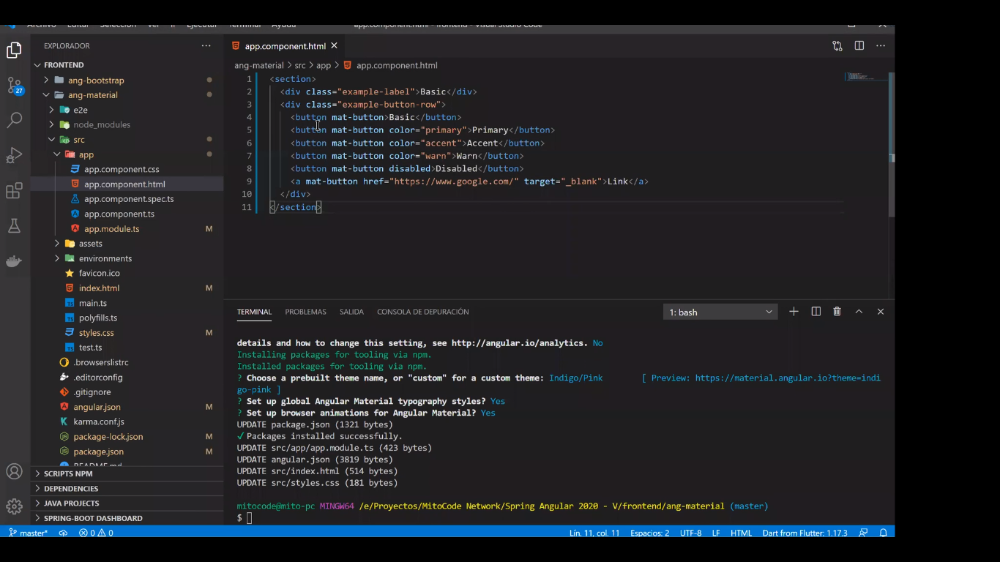 Archivo Editar Selección Ver Ir Ejecutar Terminal Ayuda app.component.html - frontend - Visual Studio Code
EXPLORADOR
FRONTEND
ang-bootstrap
ang-material
e2e
node_modules
src
app
app.component.css
app.component.html
app.component.spec.ts
app.component.ts
app.module.ts M
assets
environments
favicon.ico
index.html M
main.ts
polyfills.ts
styles.css M
test.ts
.browserslistrc
.editorconfig
.gitignore
angular.json M
karma.conf.js
package-lock.json M
package.json M
README.md
SCRIPTS NPM
DEPENDENCIES
JAVA PROJECTS
SPRING-BOOT DASHBOARD
27
app.component.html
ang-material > src > app > app.component.html
1 <section>
2 <div class="example-label">Basic</div>
3 <div class="example-button-row">
4 <button mat-button>Basic</button>
5 <button mat-button color="primary">Primary</button>
6 <button mat-button color="accent">Accent</button>
7 <button mat-button color="warn">Warn</button>
8 <button mat-button disabled>Disabled</button>
9 <a mat-button href="https://www.google.com/" target="_blank">Link</a>
10 </div>
11 </section>
TERMINAL PROBLEMAS SALIDA CONSOLA DE DEPURACIÓN 1: bash
details and how to change this setting, see http://angular.io/analytics. No
Installing packages for tooling via npm.
Installed packages for tooling via npm.
? Choose a prebuilt theme name, or "custom" for a custom theme: Indigo/Pink [ Preview: https://material.angular.io?theme=indi
go-pink ]
? Set up global Angular Material typography styles? Yes
? Set up browser animations for Angular Material? Yes
UPDATE package.json (1321 bytes)
✓ Packages installed successfully.
UPDATE src/app/app.module.ts (423 bytes)
UPDATE angular.json (3819 bytes)
UPDATE src/index.html (514 bytes)
UPDATE src/styles.css (181 bytes)
mitocode@mito-pc MINGW64 /e/Proyectos/MitoCode Network/Spring Angular 2020 - V/frontend/ang-material (master)
$
master* 0 0 Lín. 11, col. 11 Espacios: 2 UTF-8 LF HTML Dart from Flutter: 1.17.3